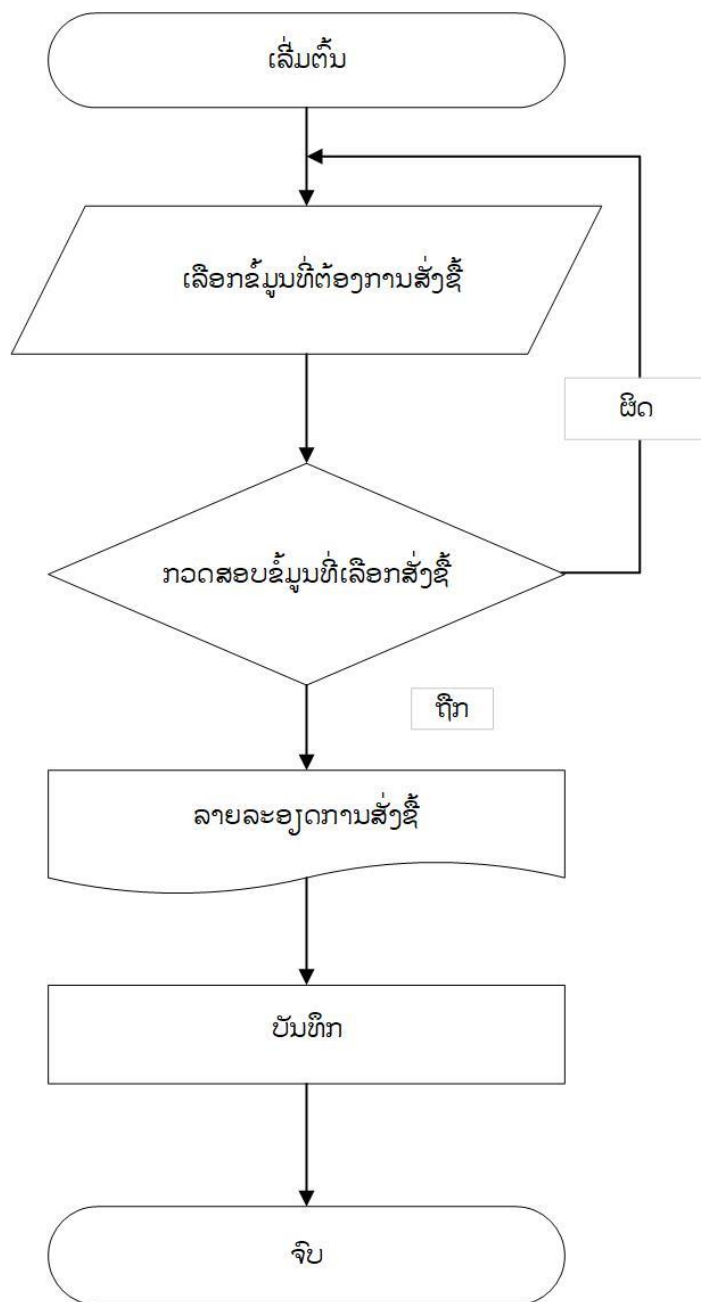 ເລີ່ມຕົ້ນ
ເລືອກຂໍ້ມູນທີ່ຕ້ອງການສັ່ງຊື້
ຜິດ
ກວດສອບຂໍ້ມູນທີ່ເລືອກສັ່ງຊື້
ຖືກ
ລາຍລະອຽດການສັ່ງຊື້
ບັນທຶກ
ຈົບ